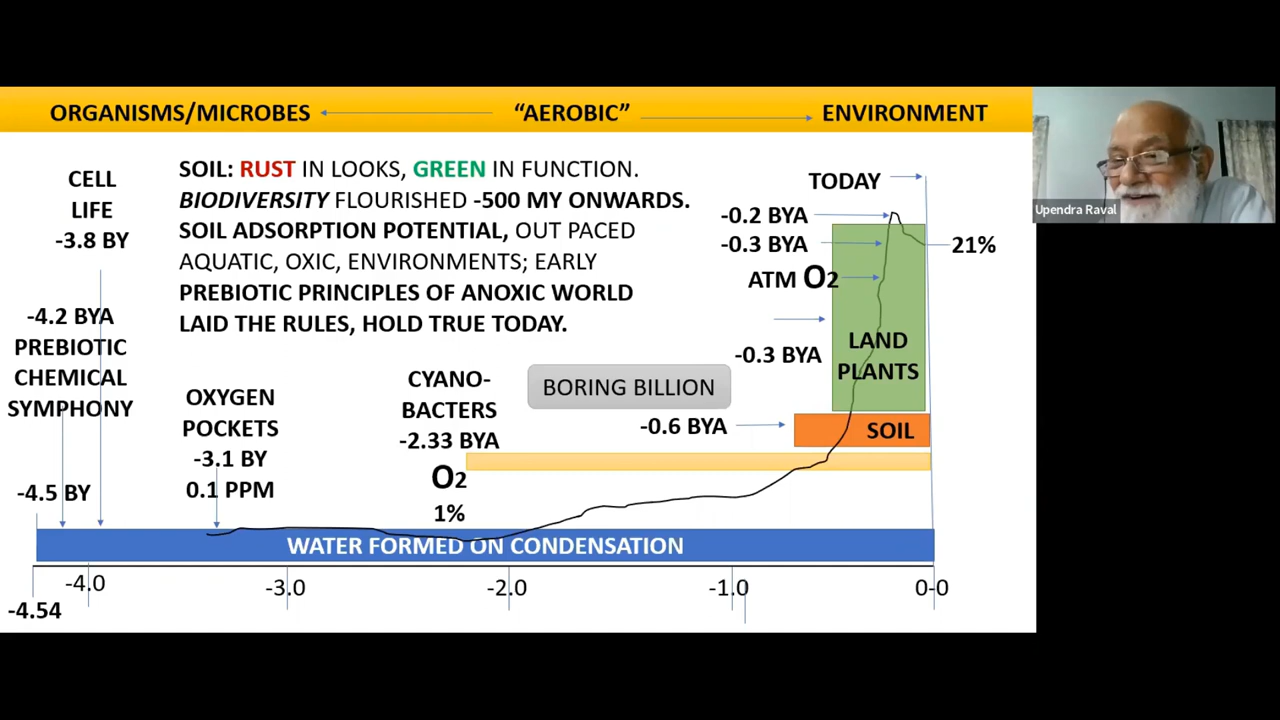 ORGANISMS/MICROBES "AEROBIC" ENVIRONMENT
Upendra Raval
SOIL: RUST IN LOOKS, GREEN IN FUNCTION.
BIODIVERSITY FLOURISHED -500 MY ONWARDS.
SOIL ADSORPTION POTENTIAL, OUT PACED
AQUATIC, OXIC, ENVIRONMENTS; EARLY
PREBIOTIC PRINCIPLES OF ANOXIC WORLD
LAID THE RULES, HOLD TRUE TODAY.
CELL
LIFE
-3.8 BY
-4.2 BYA
PREBIOTIC
CHEMICAL
SYMPHONY
-4.5 BY
OXYGEN
POCKETS
-3.1 BY
0.1 PPM
CYANO-
BACTERS
-2.33 BYA
O2
1%
BORING BILLION
TODAY
-0.2 BYA
-0.3 BYA
21%
ATM O2
-0.3 BYA
LAND
PLANTS
-0.6 BYA
SOIL
WATER FORMED ON CONDENSATION
-4.54
-4.0
-3.0
-2.0
-1.0
0-0